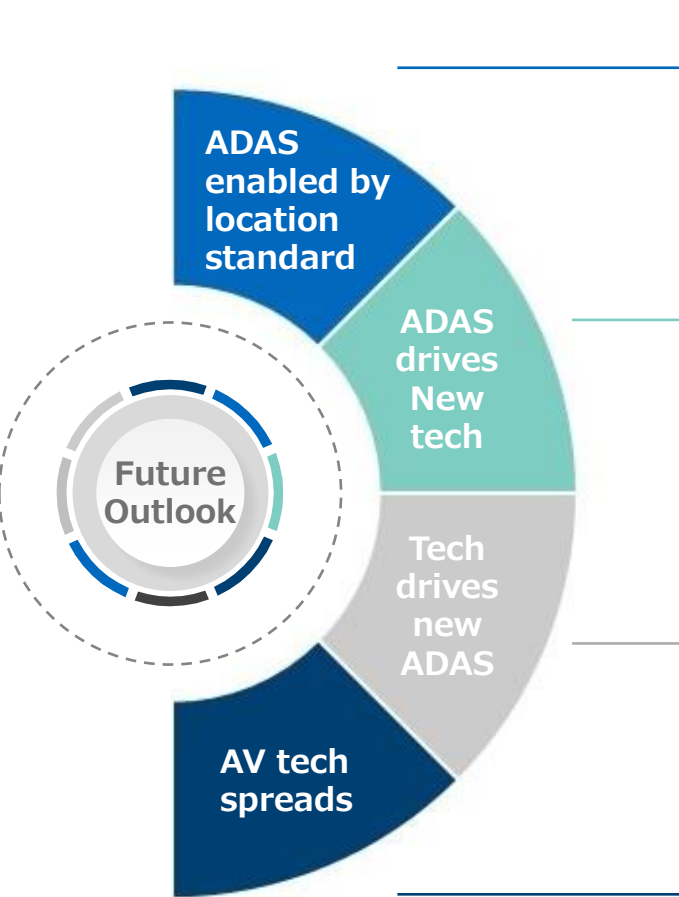 ADAS
enabled by
location
standard
ADAS
drives
New
tech
Future
Outlook
Tech
drives
new
ADAS
AV tech
spreads